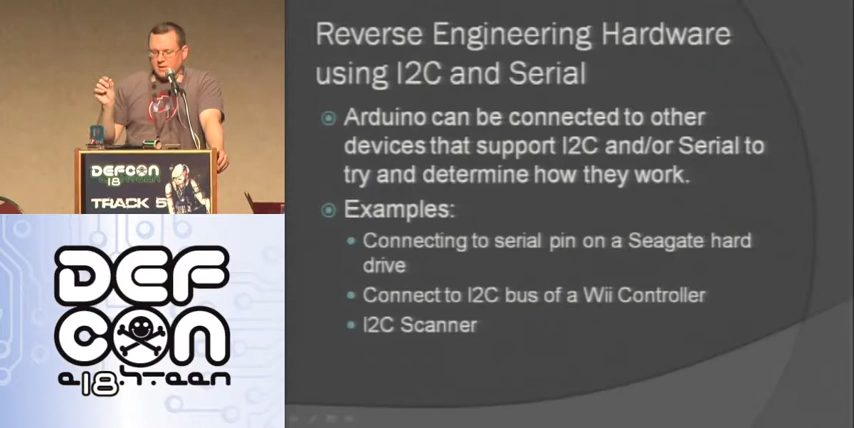 Reverse Engineering Hardware
using I2C and Serial
Arduino can be connected to other
devices that support I2C and/or Serial to
try and determine how they work.
Examples:
Connecting to serial pin on a Seagate hard
drive
Connect to I2C bus of a Wii Controller
I2C Scanner
DEFCON
18
TRACK 5
DEF
CON
e18hteen